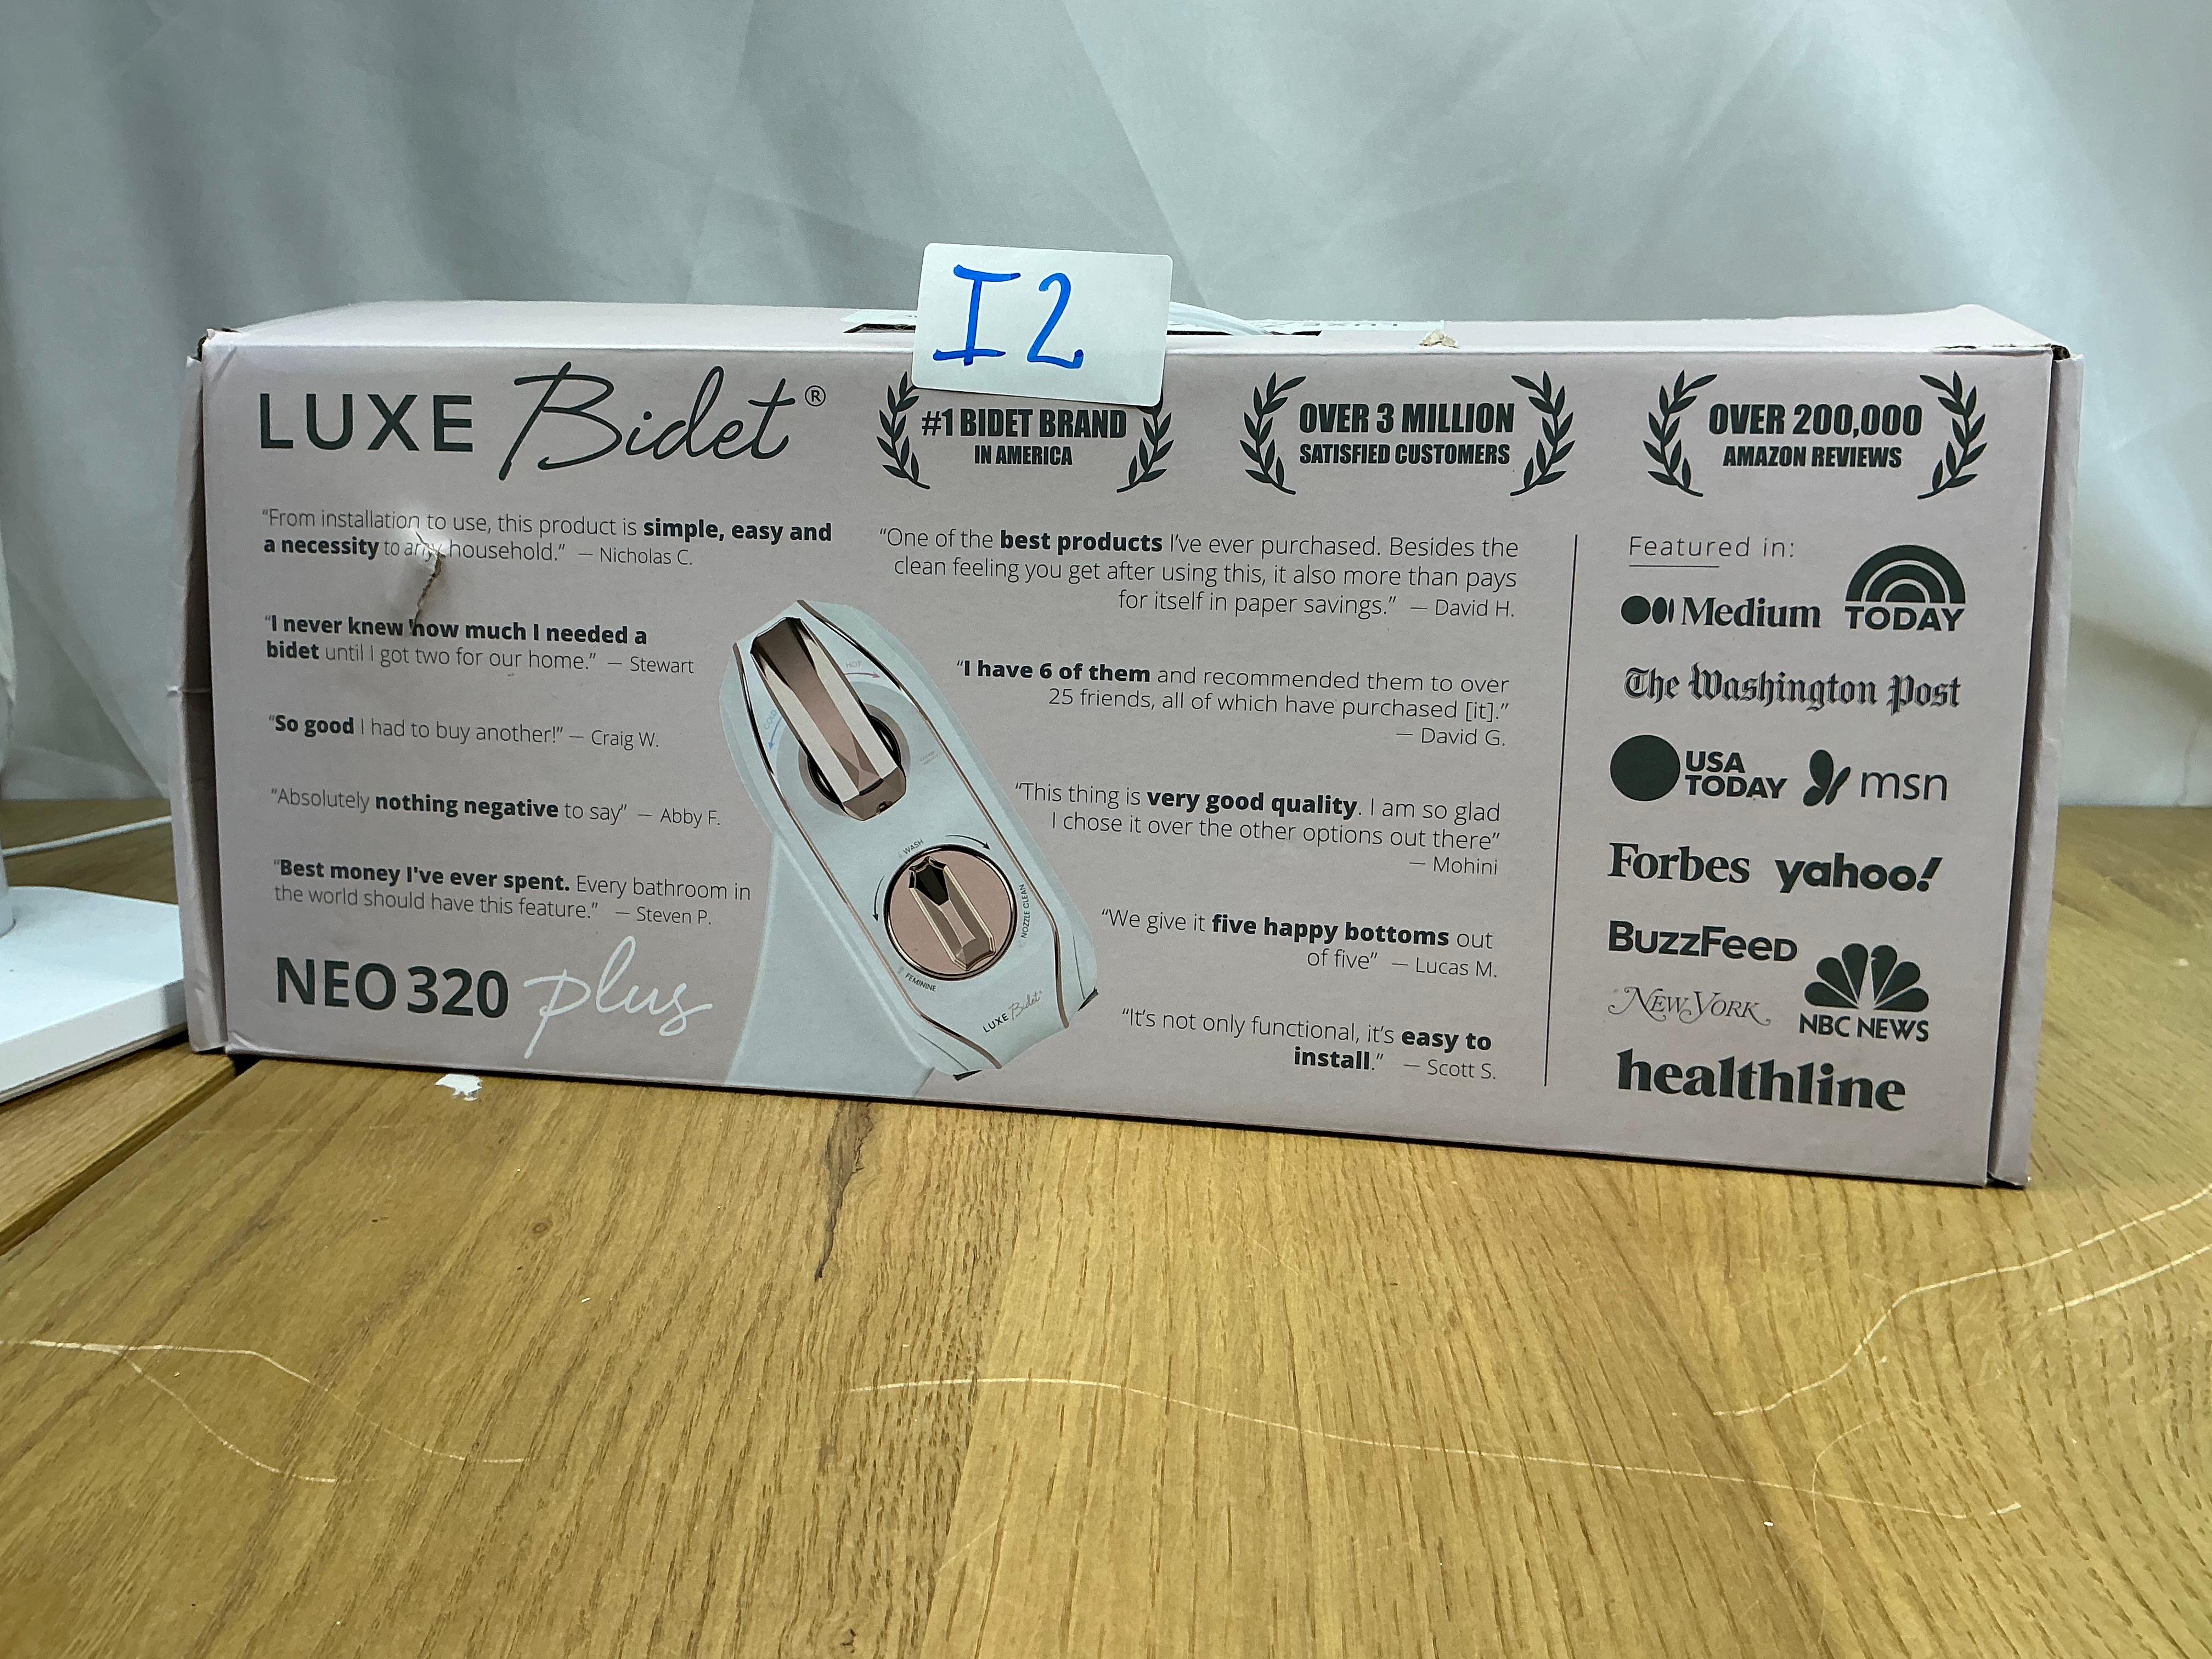 I2
LUXE Bidet®
#1 BIDET BRAND
IN AMERICA
OVER 3 MILLION
SATISFIED CUSTOMERS
OVER 200,000
AMAZON REVIEWS
“From installation to use, this product is simple, easy and
a necessity to any household.” — Nicholas C.
“I never knew how much I needed a
bidet until I got two for our home.” — Stewart
“So good I had to buy another!” — Craig W.
“Absolutely nothing negative to say” — Abby F.
“Best money I've ever spent. Every bathroom in
the world should have this feature.” — Steven P.
NEO 320 plus
“One of the best products I’ve ever purchased. Besides the
clean feeling you get after using this, it also more than pays
for itself in paper savings.” — David H.
“I have 6 of them and recommended them to over
25 friends, all of which have purchased [it].”
— David G.
“This thing is very good quality. I am so glad
I chose it over the other options out there”
— Mohini
“We give it five happy bottoms out
of five” — Lucas M.
“It’s not only functional, it’s easy to
install.” — Scott S.
HOT
COLD
WASH
NOZZLE CLEAN
FEMININE
LUXE Bidet
Featured in:
Medium
TODAY
The Washington Post
USA
TODAY
msn
Forbes
yahoo!
BuzzFeed
NEW YORK
NBC NEWS
healthline